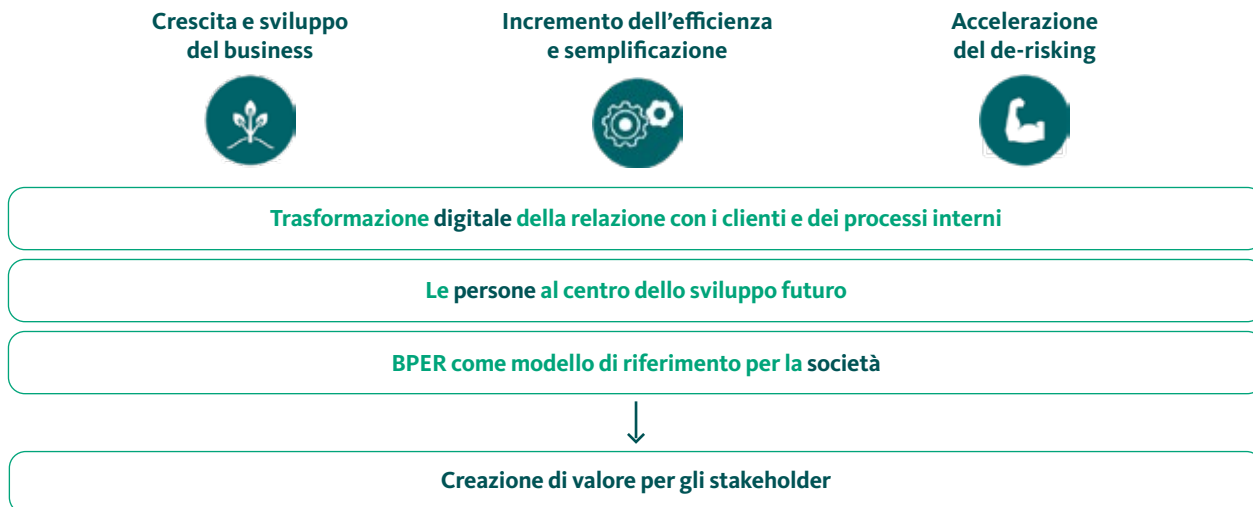 Crescita e sviluppo
del business
Incremento dell’efficienza
e semplificazione
Accelerazione
del de-risking
Trasformazione digitale della relazione con i clienti e dei processi interni
Le persone al centro dello sviluppo futuro
BPER come modello di riferimento per la società
Creazione di valore per gli stakeholder